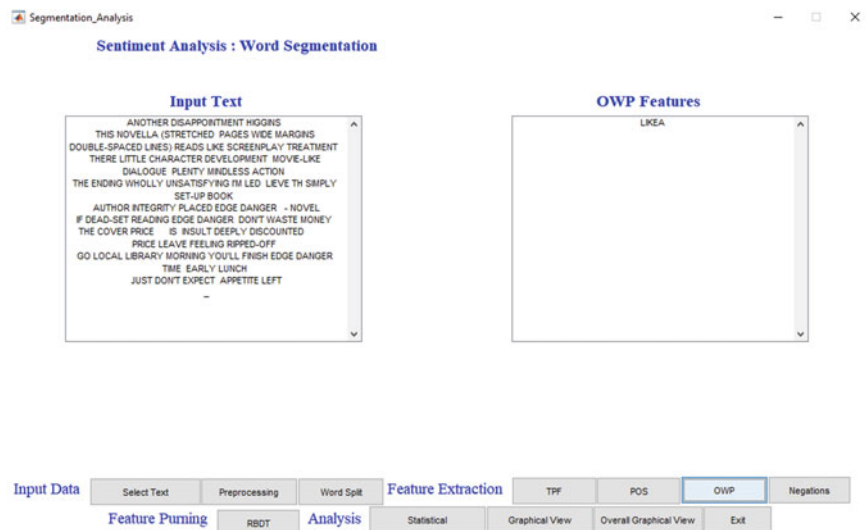 Segmentation_Analysis
Sentiment Analysis : Word Segmentation
Input Text
ANOTHER DISAPPOINTMENT HIGGINS
THIS NOVELLA (STRETCHED PAGES WIDE MARGINS
DOUBLE-SPACED LINES) READS LIKE SCREENPLAY TREATMENT
THERE LITTLE CHARACTER DEVELOPMENT MOVIE-LIKE
DIALOGUE PLENTY MINDLESS ACTION
THE ENDING WHOLLY UNSATISFYING I'M LED LIEVE TH SIMPLY
SET-UP BOOK
AUTHOR INTEGRITY PLACED EDGE DANGER - NOVEL
IF DEAD-SET READING EDGE DANGER DON'T WASTE MONEY
THE COVER PRICE IS INSULT DEEPLY DISCOUNTED
PRICE LEAVE FEELING RIPPED-OFF
GO LOCAL LIBRARY MORNING YOU'LL FINISH EDGE DANGER
TIME EARLY LUNCH
JUST DON'T EXPECT APPETITE LEFT
_
OWP Features
LIKEA
Input Data Select Text Preprocessing Word Split Feature Extraction TPF POS OWP Negations
Feature Purning RBDT Analysis Statistical Graphical View Overall Graphical View Exit